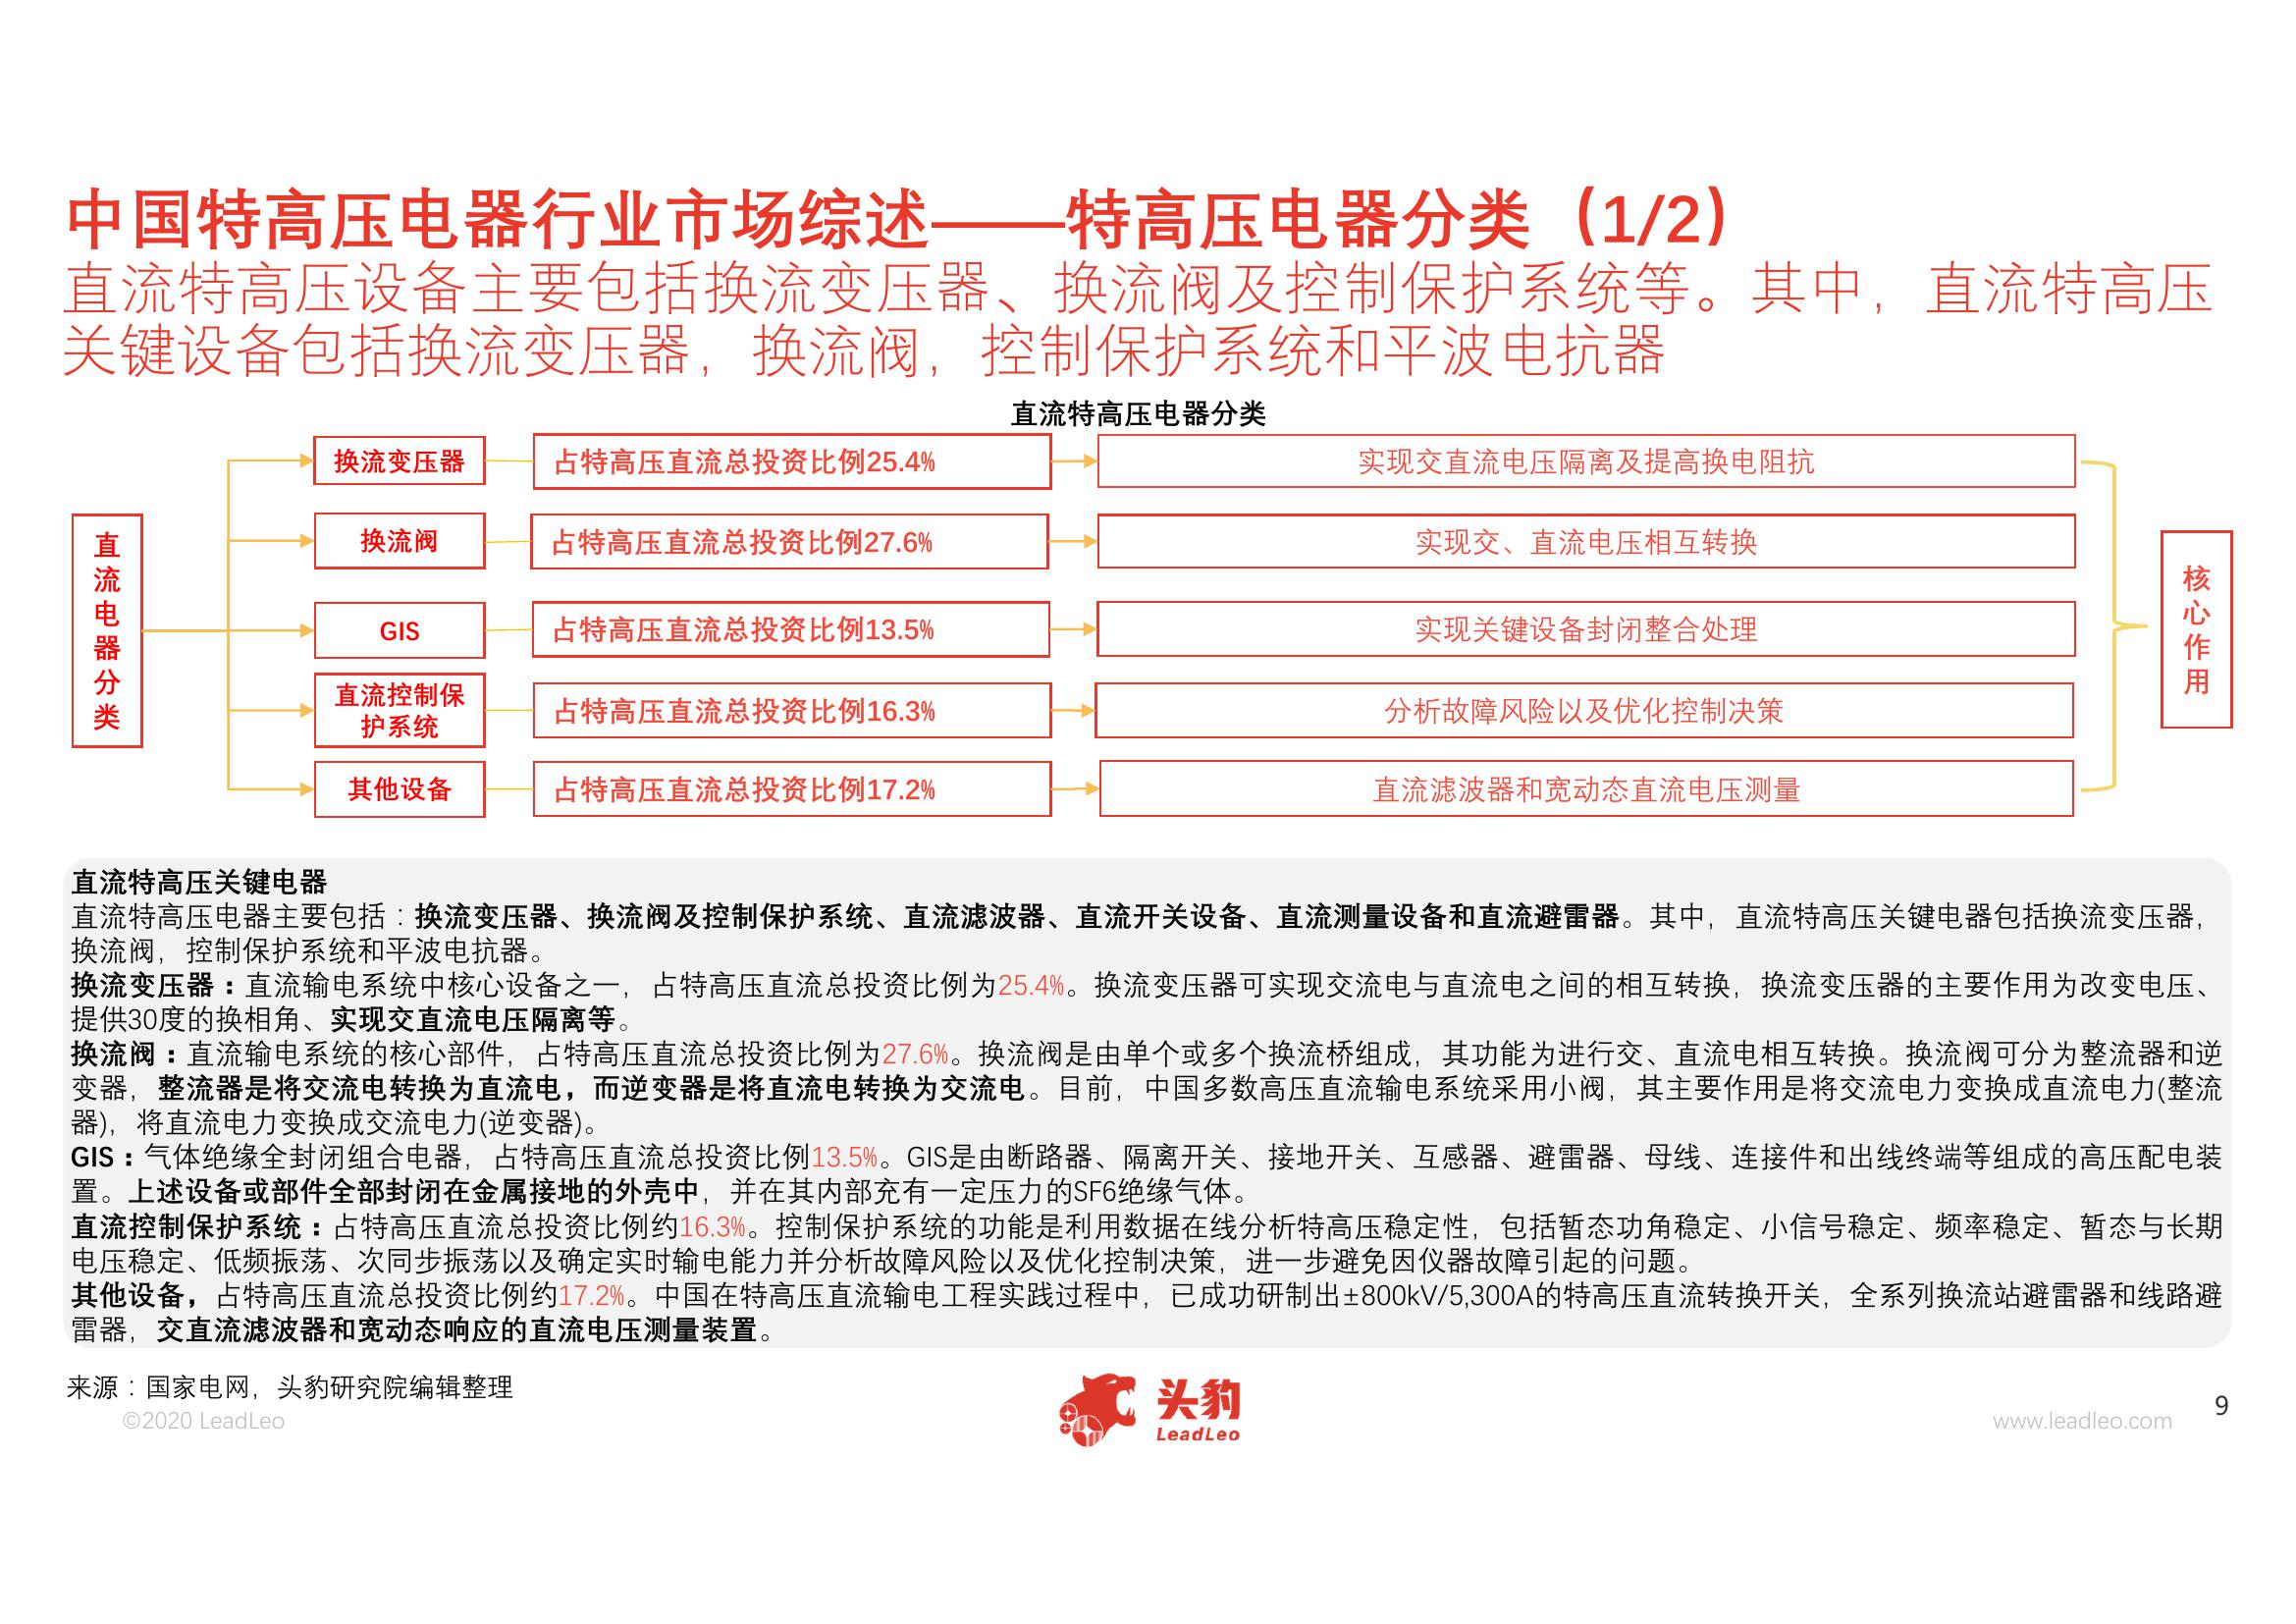 中国特高压电器行业市场综述——特高压电器分类（1/2）
直流特高压设备主要包括换流变压器、换流阀及控制保护系统等。其中，直流特高压
关键设备包括换流变压器，换流阀，控制保护系统和平波电抗器
直流特高压电器分类
直流电器分类
换流变压器
占特高压直流总投资比例25.4%
实现交直流电压隔离及提高换电阻抗
换流阀
占特高压直流总投资比例27.6%
实现交、直流电压相互转换
GIS
占特高压直流总投资比例13.5%
实现关键设备封闭整合处理
直流控制保
护系统
占特高压直流总投资比例16.3%
分析故障风险以及优化控制决策
其他设备
占特高压直流总投资比例17.2%
直流滤波器和宽动态直流电压测量
核心作用
直流特高压关键电器
直流特高压电器主要包括：换流变压器、换流阀及控制保护系统、直流滤波器、直流开关设备、直流测量设备和直流避雷器。其中，直流特高压关键电器包括换流变压器，
换流阀，控制保护系统和平波电抗器。
换流变压器：直流输电系统中核心设备之一，占特高压直流总投资比例为25.4%。换流变压器可实现交流电与直流电之间的相互转换，换流变压器的主要作用为改变电压、
提供30度的换相角、实现交直流电压隔离等。
换流阀：直流输电系统的核心部件，占特高压直流总投资比例为27.6%。换流阀是由单个或多个换流桥组成，其功能为进行交、直流电相互转换。换流阀可分为整流器和逆
变器，整流器是将交流电转换为直流电，而逆变器是将直流电转换为交流电。目前，中国多数高压直流输电系统采用小阀，其主要作用是将交流电力变换成直流电力(整流
器)，将直流电力变换成交流电力(逆变器)。
GIS：气体绝缘全封闭组合电器，占特高压直流总投资比例13.5%。GIS是由断路器、隔离开关、接地开关、互感器、避雷器、母线、连接件和出线终端等组成的高压配电装
置。上述设备或部件全部封闭在金属接地的外壳中，并在其内部充有一定压力的SF6绝缘气体。
直流控制保护系统：占特高压直流总投资比例约16.3%。控制保护系统的功能是利用数据在线分析特高压稳定性，包括暂态功角稳定、小信号稳定、频率稳定、暂态与长期
电压稳定、低频振荡、次同步振荡以及确定实时输电能力并分析故障风险以及优化控制决策，进一步避免因仪器故障引起的问题。
其他设备，占特高压直流总投资比例约17.2%。中国在特高压直流输电工程实践过程中，已成功研制出±800kV/5,300A的特高压直流转换开关，全系列换流站避雷器和线路避
雷器，交直流滤波器和宽动态响应的直流电压测量装置。
来源：国家电网，头豹研究院编辑整理
©2020 LeadLeo
头豹
LeadLeo
www.leadleo.com
9